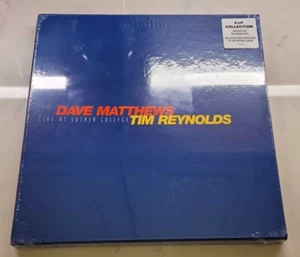 4-LP
COLLECTION
DAVE MATTHEWS
LIVE AT LUTHER COLLEGE
TIM REYNOLDS